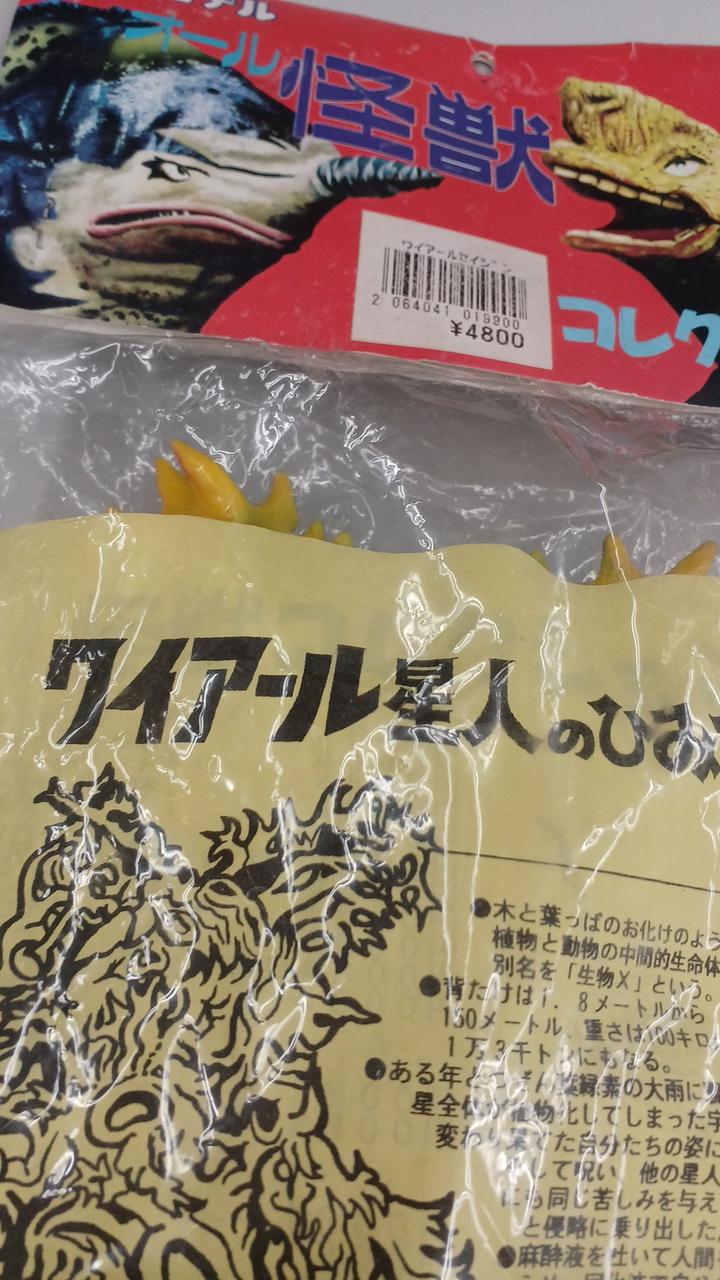 オール
怪獣
ワイアールセイジン
2 064041 019900
¥4800
コレク
ワイアール星人のひみ
●木と葉っぱのお化けのよう
植物と動物の中間的生命体
別名を「生物X」という。
●背たけは1.8メートルから
150メートル 重さは100キロ
1万3千トンにもなる。
●ある年とつぜん葉緑素の大雨に
星全体が植物化してしまった宇
変わり果てた自分たちの姿に
して呪い 他の星人
にも同じ苦しみを与え
と侵略に乗り出した
●麻酔液を吐いて人間